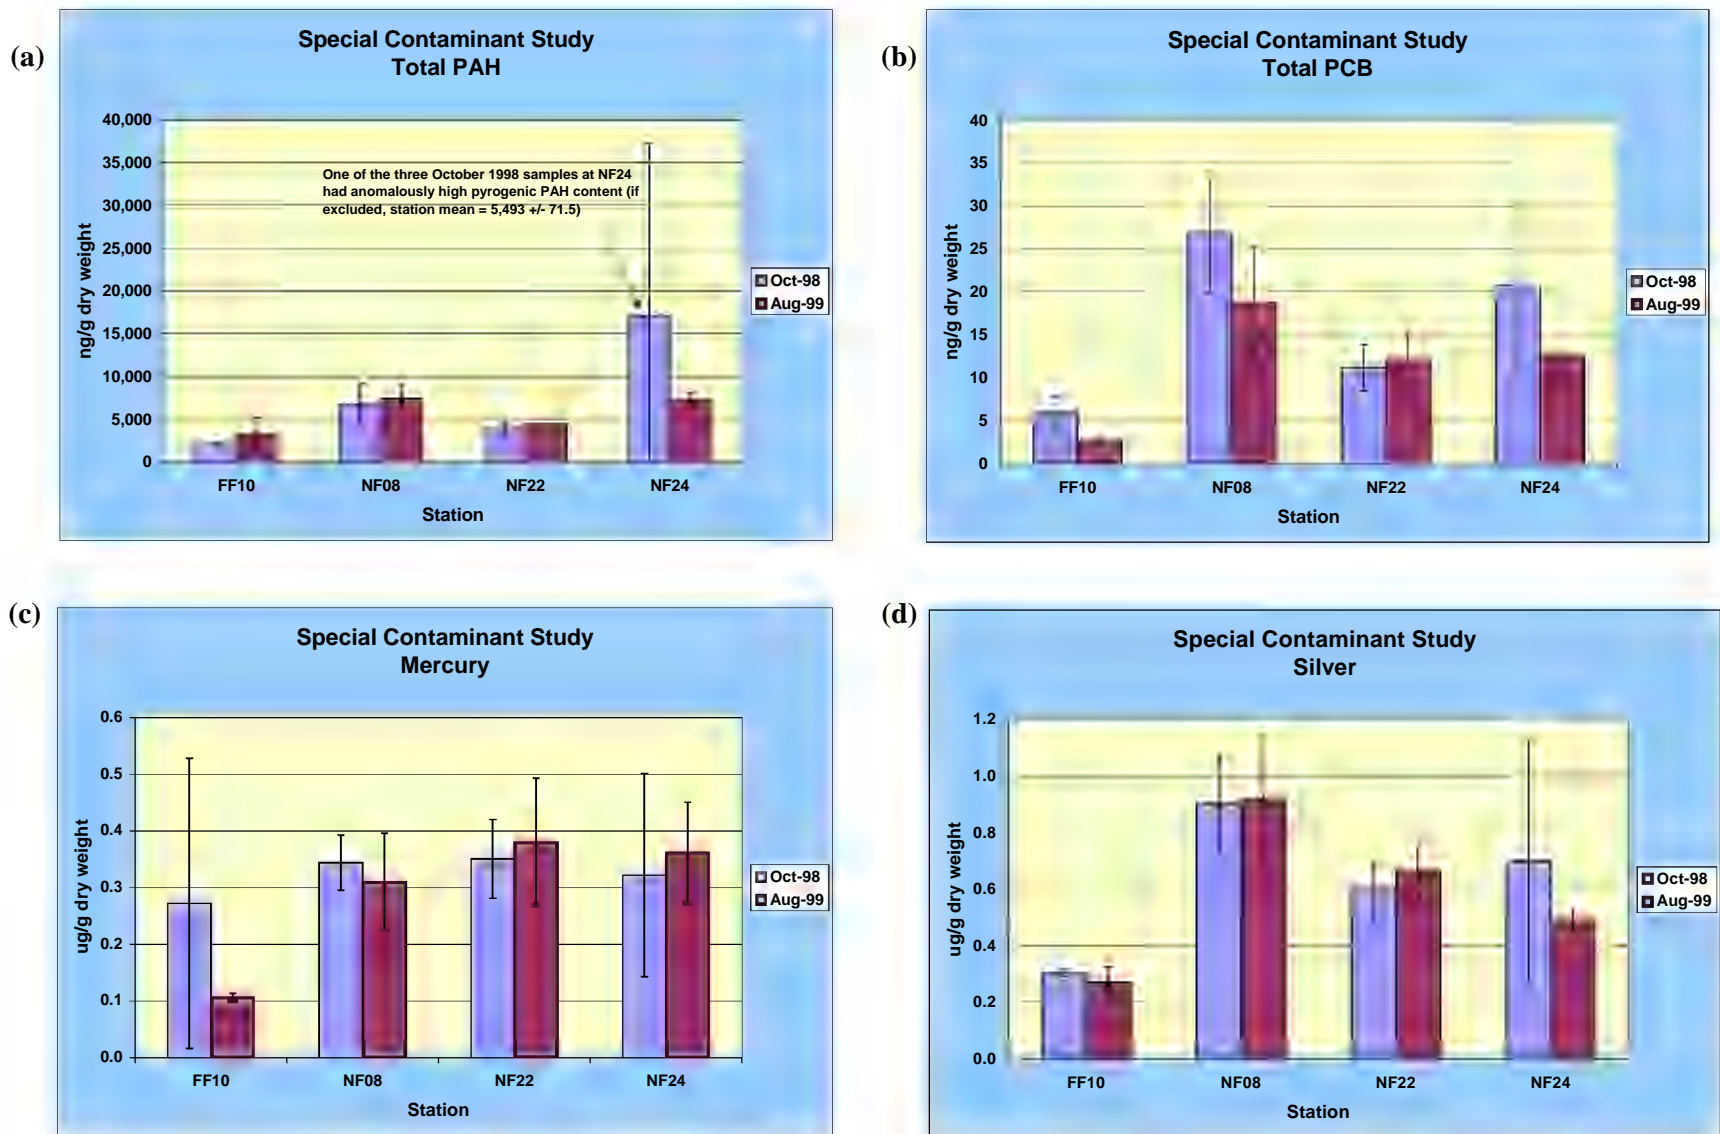 (a)
Special Contaminant Study
Total PAH
40,000
35,000
30,000
25,000
20,000
15,000
10,000
5,000
0
ng/g dry weight
One of the three October 1998 samples at NF24
had anomalously high pyrogenic PAH content (if
excluded, station mean = 5,493 +/- 71.5)
FF10 NF08 NF22 NF24
Station
Oct-98
Aug-99
(b)
Special Contaminant Study
Total PCB
40
35
30
25
20
15
10
5
0
ng/g dry weight
FF10 NF08 NF22 NF24
Station
Oct-98
Aug-99
(c)
Special Contaminant Study
Mercury
0.6
0.5
0.4
0.3
0.2
0.1
0.0
ug/g dry weight
FF10 NF08 NF22 NF24
Station
Oct-98
Aug-99
(d)
Special Contaminant Study
Silver
1.2
1.0
0.8
0.6
0.4
0.2
0.0
ug/g dry weight
FF10 NF08 NF22 NF24
Station
Oct-98
Aug-99